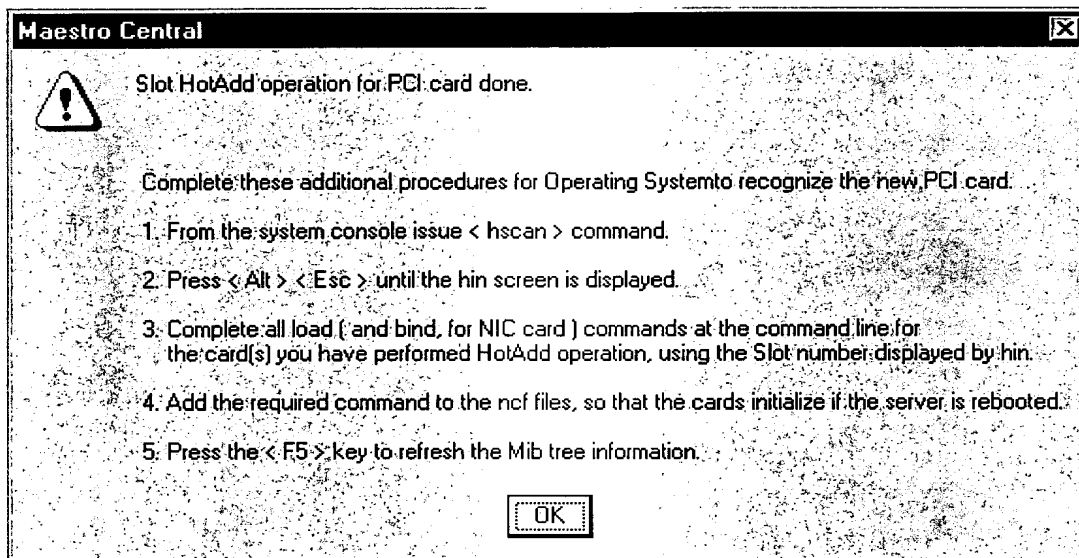 Maestro Central
Slot HotAdd operation for PCI card done.
Complete these additional procedures for Operating Systemto recognize the new PCI card.
1. From the system console issue < hscan > command.
2. Press < Alt > < Esc > until the hin screen is displayed.
3. Complete all load ( and bind, for NIC card ) commands at the command line for
the card(s) you have performed HotAdd operation, using the Slot number displayed by hin.
4. Add the required command to the ncf files, so that the cards initialize if the server is rebooted.
5. Press the < F5 > key to refresh the Mib tree information.
OK